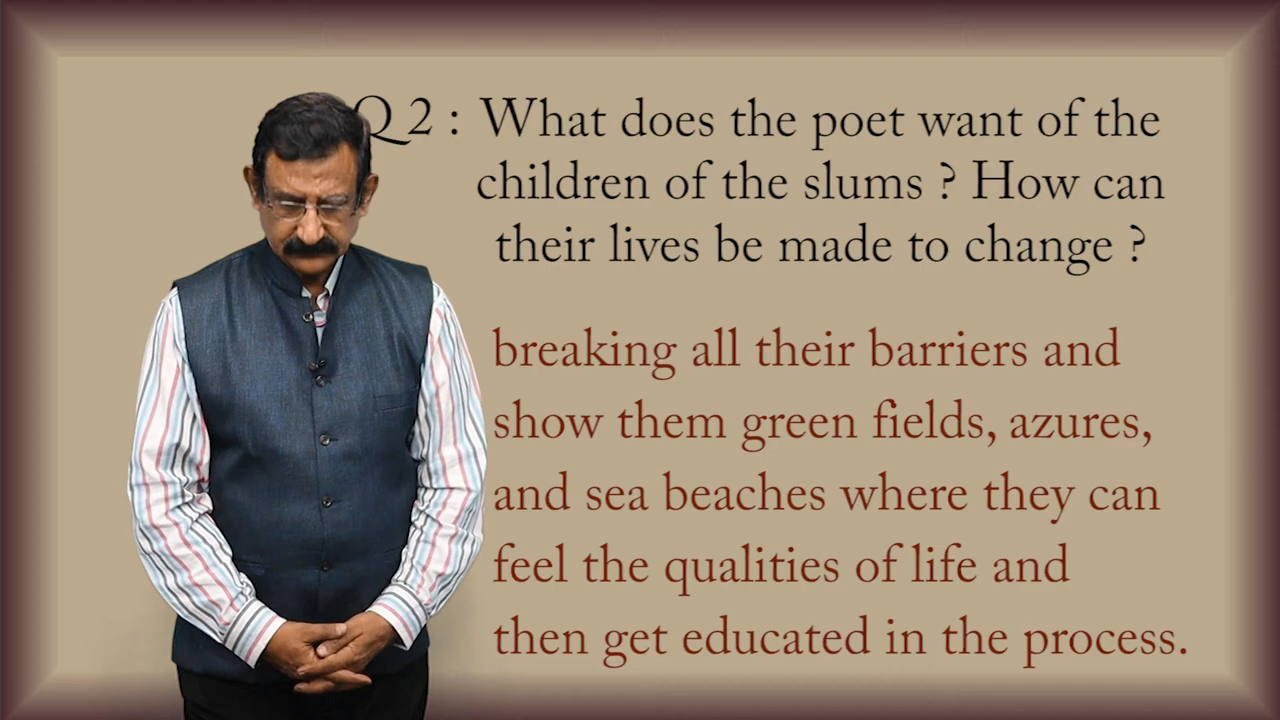 Q 2 : What does the poet want of the
children of the slums ? How can
their lives be made to change ?
breaking all their barriers and
show them green fields, azures,
and sea beaches where they can
feel the qualities of life and
then get educated in the process.